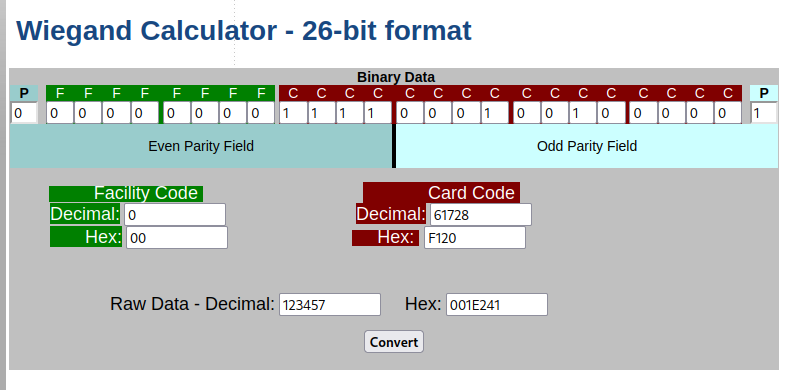 Wiegand Calculator - 26-bit format
Binary Data
P F F F F F F F F C C C C C C C C C C C C C C C C P
0 0 0 0 0 0 0 0 0 1 1 1 1 0 0 0 1 0 0 1 0 0 0 0 0 1
Even Parity Field Odd Parity Field
Facility Code Card Code
Decimal: 0 Decimal: 61728
Hex: 00 Hex: F120
Raw Data - Decimal: 123457 Hex: 001E241
Convert